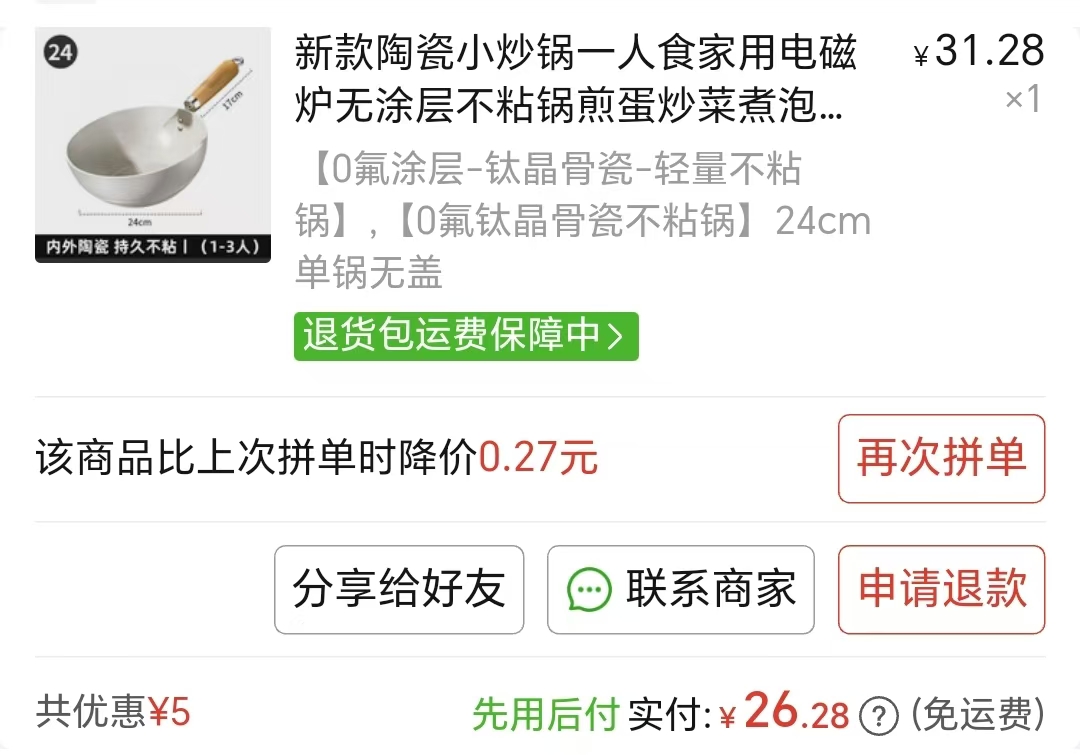 24
17cm
24cm
内外陶瓷 持久不粘丨（1-3人）
新款陶瓷小炒锅一人食家用电磁
炉无涂层不粘锅煎蛋炒菜煮泡...
¥31.28
×1
【0氟涂层-钛晶骨瓷-轻量不粘
锅】,【0氟钛晶骨瓷不粘锅】24cm
单锅无盖
退货包运费保障中>
该商品比上次拼单时降价0.27元
再次拼单
分享给好友
联系商家
申请退款
共优惠¥5
先用后付 实付: ¥26.28 ? (免运费)